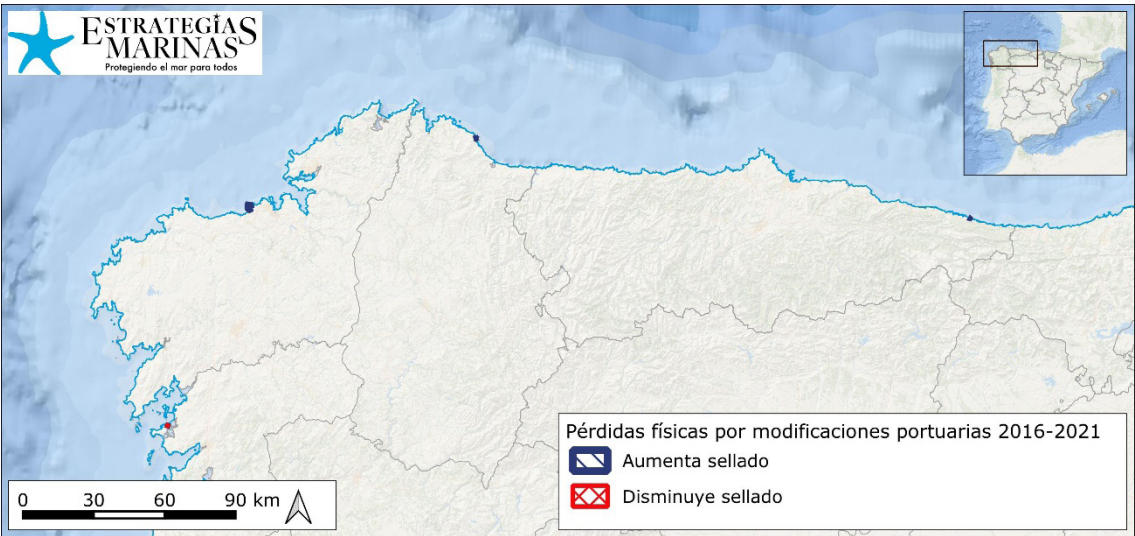 ESTRATEGIAS
MARINAS
Protegiendo el mar para todos
Pérdidas físicas por modificaciones portuarias 2016-2021
Aumenta sellado
Disminuye sellado
0 30 60 90 km